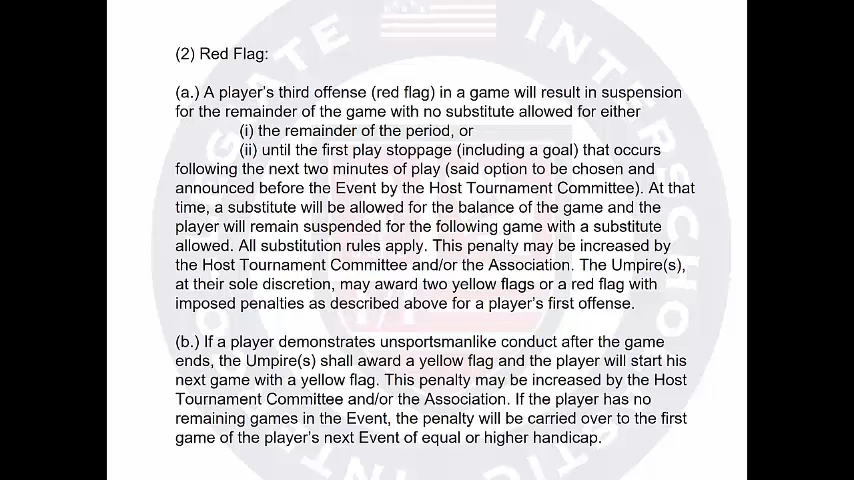 (2) Red Flag:
(a.) A player's third offense (red flag) in a game will result in suspension
for the remainder of the game with no substitute allowed for either
(i) the remainder of the period, or
(ii) until the first play stoppage (including a goal) that occurs
following the next two minutes of play (said option to be chosen and
announced before the Event by the Host Tournament Committee). At that
time, a substitute will be allowed for the balance of the game and the
player will remain suspended for the following game with a substitute
allowed. All substitution rules apply. This penalty may be increased by
the Host Tournament Committee and/or the Association. The Umpire(s),
at their sole discretion, may award two yellow flags or a red flag with
imposed penalties as described above for a player's first offense.
(b.) If a player demonstrates unsportsmanlike conduct after the game
ends, the Umpire(s) shall award a yellow flag and the player will start his
next game with a yellow flag. This penalty may be increased by the Host
Tournament Committee and/or the Association. If the player has no
remaining games in the Event, the penalty will be carried over to the first
game of the player's next Event of equal or higher handicap.